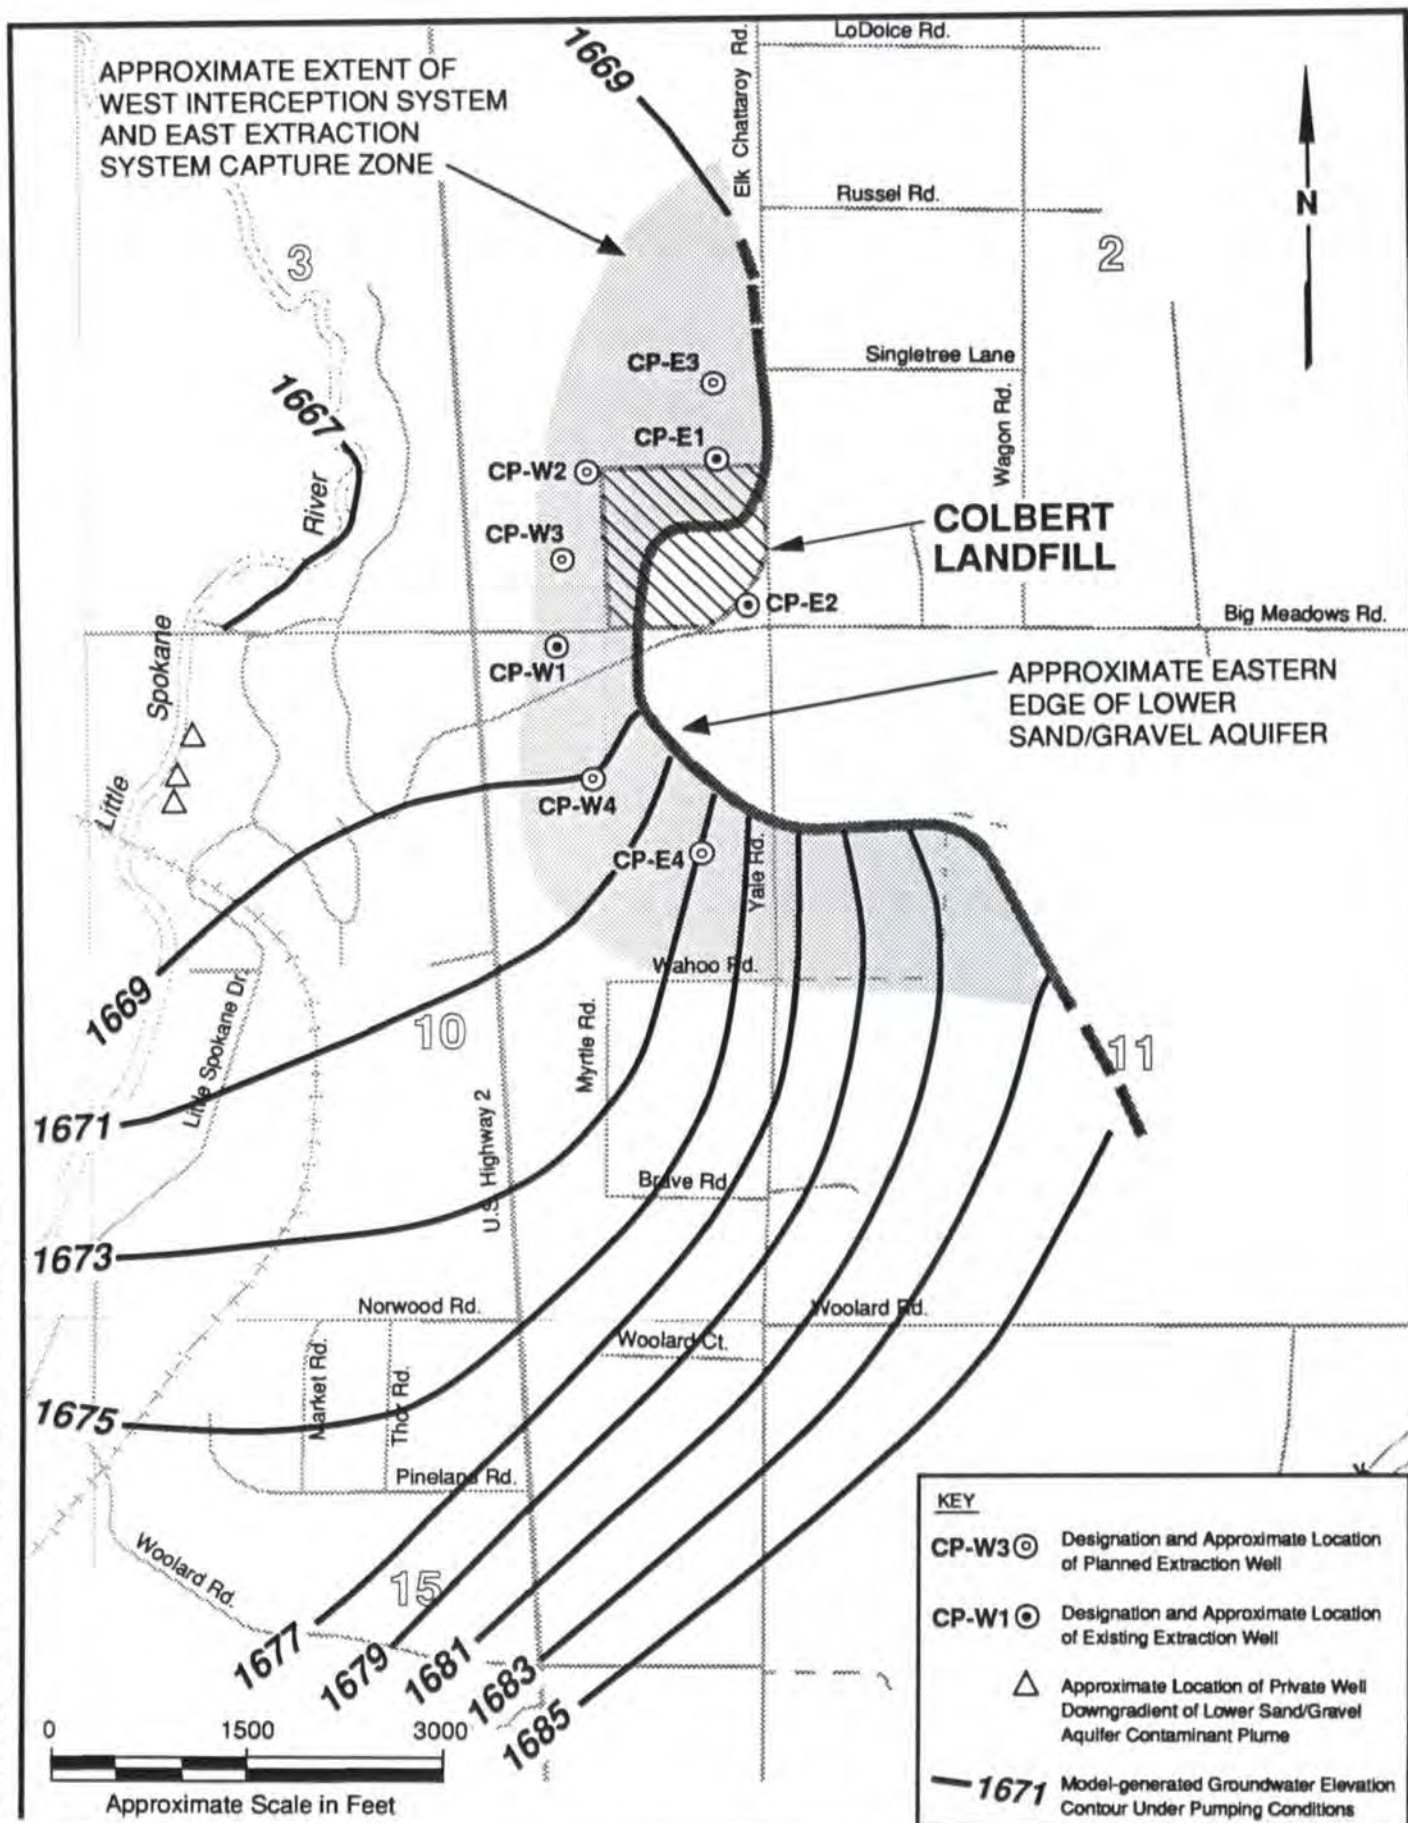 LoDolce Rd.
1669
Elk Chattaroy Rd.
APPROXIMATE EXTENT OF
WEST INTERCEPTION SYSTEM
AND EAST EXTRACTION
SYSTEM CAPTURE ZONE
Russel Rd.
N
3
2
CP-E3
Singletree Lane
1667
Wagon Rd.
CP-E1
CP-W2
River
COLBERT
LANDFILL
CP-W3
CP-E2
Big Meadows Rd.
Spokane
CP-W1
APPROXIMATE EASTERN
EDGE OF LOWER
SAND/GRAVEL AQUIFER
Little
CP-W4
CP-E4
Yale Rd.
Wahoo Rd.
1669
Little Spokane Dr.
10
Myrtle Rd.
11
1671
U.S. Highway 2
Brave Rd.
1673
Norwood Rd.
Woolard Rd.
Woolard Ct.
Market Rd.
Thor Rd.
1675
Pineland Rd.
Woolard Rd.
15
1677
1679
1681
1683
1685
0 1500 3000
Approximate Scale in Feet
KEY
CP-W3 Designation and Approximate Location
of Planned Extraction Well
CP-W1 Designation and Approximate Location
of Existing Extraction Well
Approximate Location of Private Well
Downgradient of Lower Sand/Gravel
Aquifer Contaminant Plume
1671 Model-generated Groundwater Elevation
Contour Under Pumping Conditions